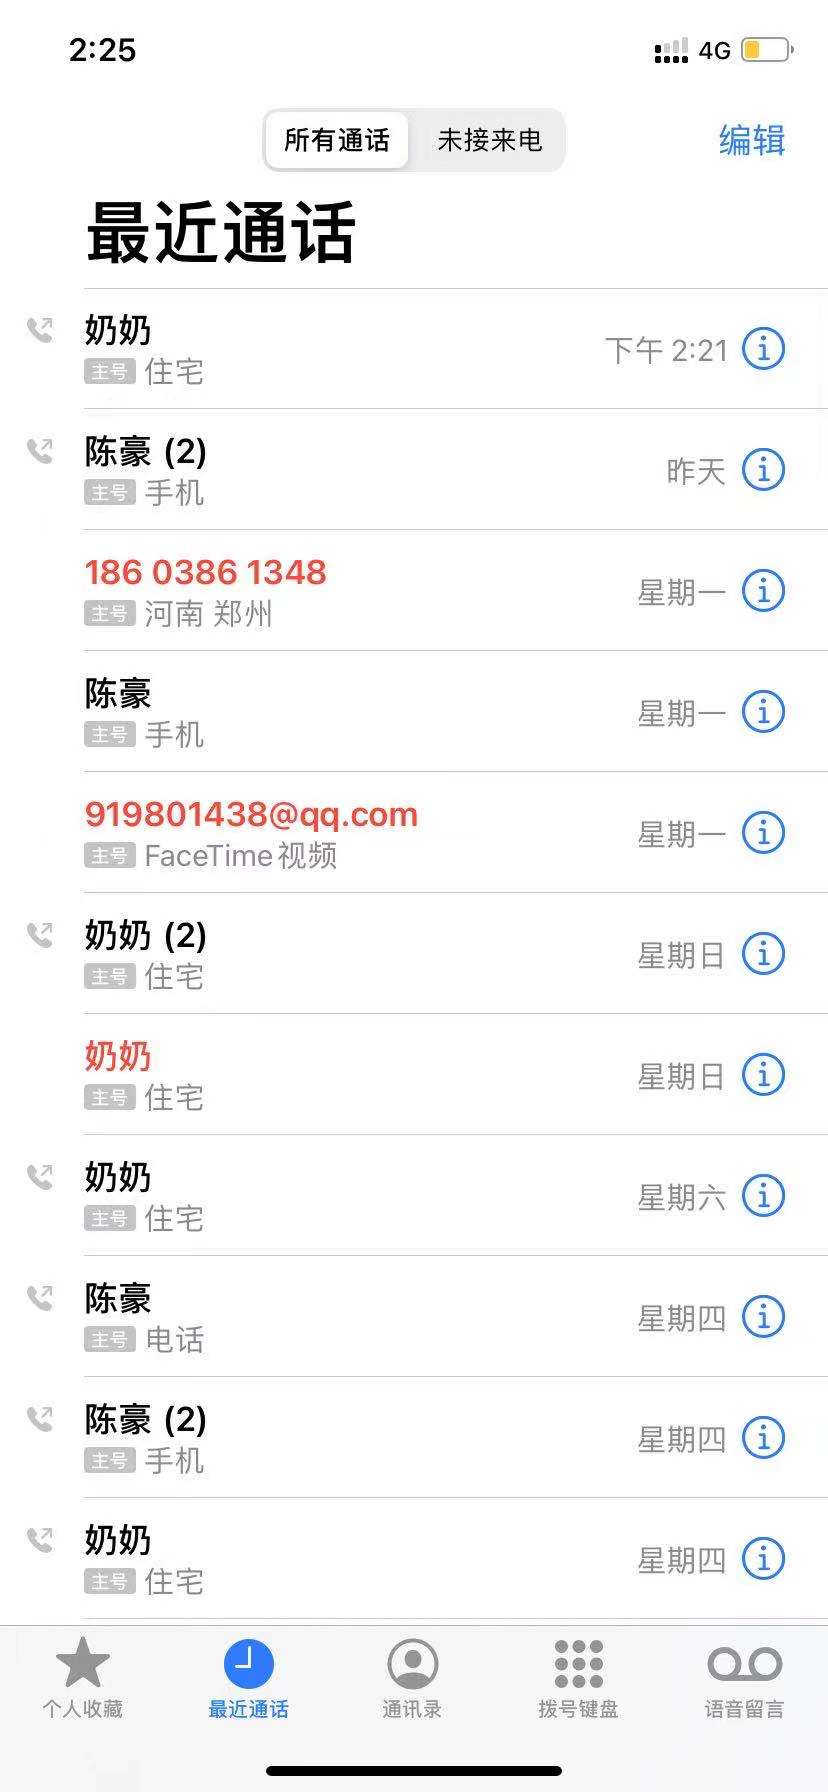 2:25
4G
所有通话 未接来电 编辑
最近通话
奶奶 下午 2:21
主号 住宅
陈豪 (2) 昨天
主号 手机
186 0386 1348 星期一
主号 河南 郑州
陈豪 星期一
主号 手机
919801438@qq.com 星期一
主号 FaceTime视频
奶奶 (2) 星期日
主号 住宅
奶奶 星期日
主号 住宅
奶奶 星期六
主号 住宅
陈豪 星期四
主号 电话
陈豪 (2) 星期四
主号 手机
奶奶 星期四
主号 住宅
个人收藏 最近通话 通讯录 拨号键盘 语音留言